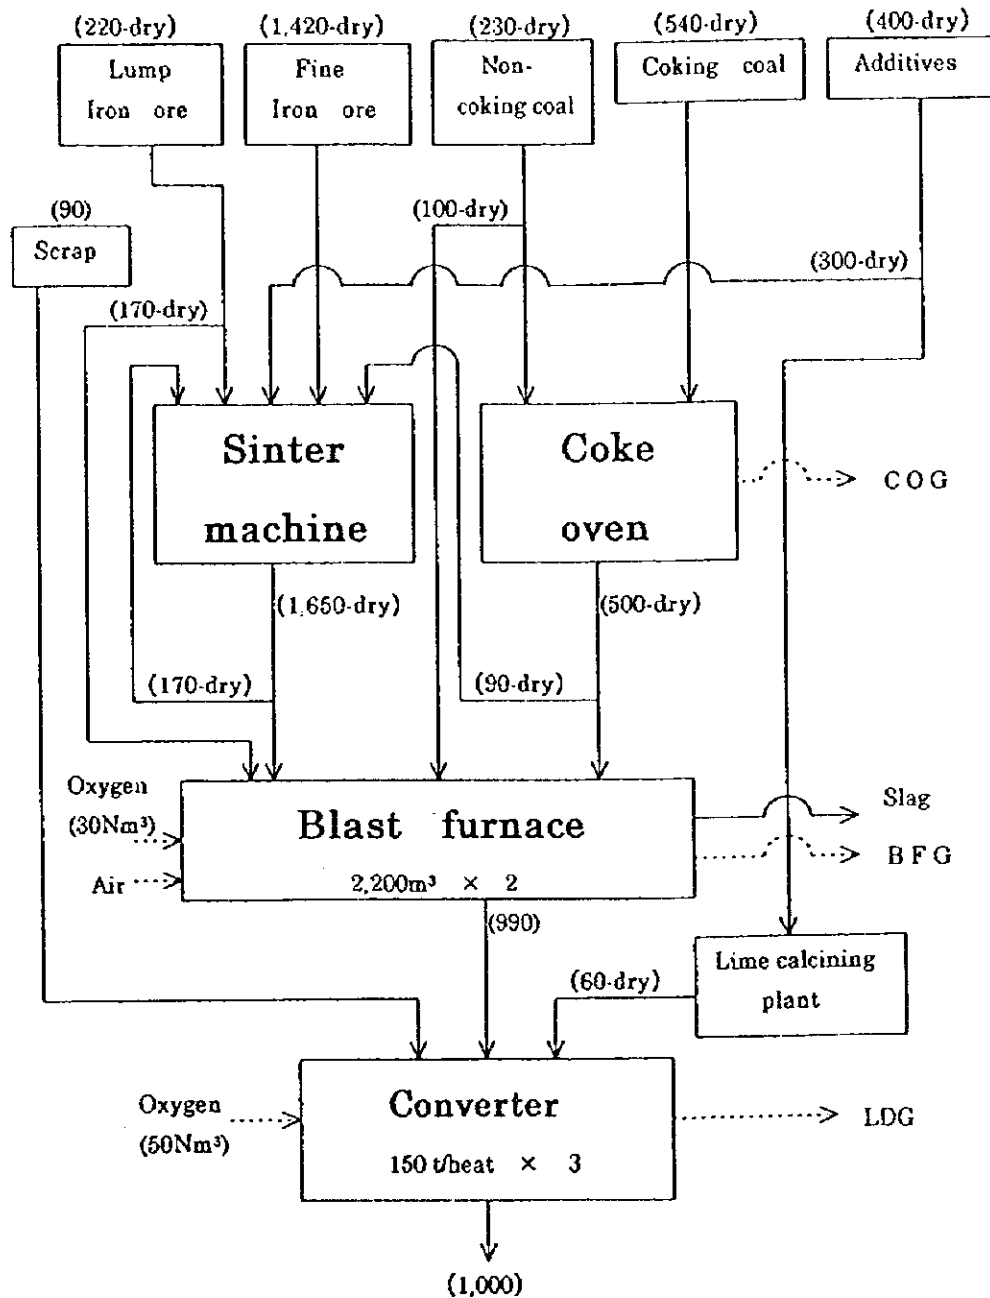 (220-dry)
(1,420-dry)
(230-dry)
(540-dry)
(400-dry)
Lump
Iron ore
Fine
Iron ore
Non-
coking coal
Coking coal
Additives
(90)
Scrap
(100-dry)
(300-dry)
(170-dry)
Sinter
machine
Coke
oven
COG
(1,650-dry)
(500-dry)
(170-dry)
(90-dry)
Oxygen
(30Nm³)
Air
Blast furnace
2,200m³ × 2
Slag
BFG
(990)
(60-dry)
Lime calcining
plant
Oxygen
(50Nm³)
Converter
150 t/heat × 3
LDG
(1,000)